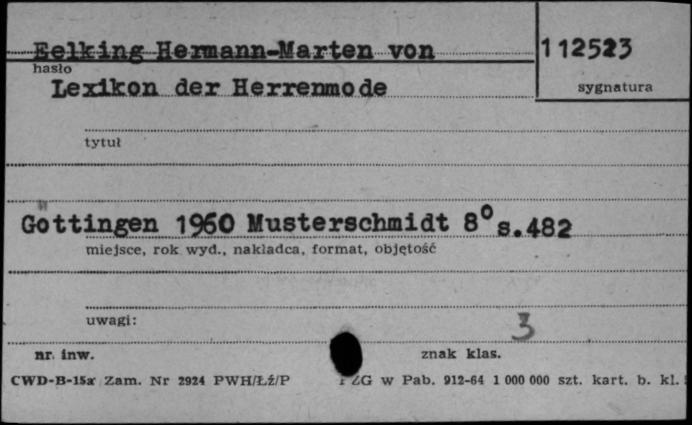 Eelking Hermann-Marten von
112523
hasło
sygnatura
Lexikon der Herrenmode
tytuł
Göttingen 1960 Musterschmidt 8° s.482
miejsce, rok wyd., nakładca, format, objętość
uwagi:
3
nr. inw.
znak klas.
CWD-B-15a Zam. Nr 2924 PWH/Łź/P w Pab. 912-64 1 000 000 szt. kart. b. kl.